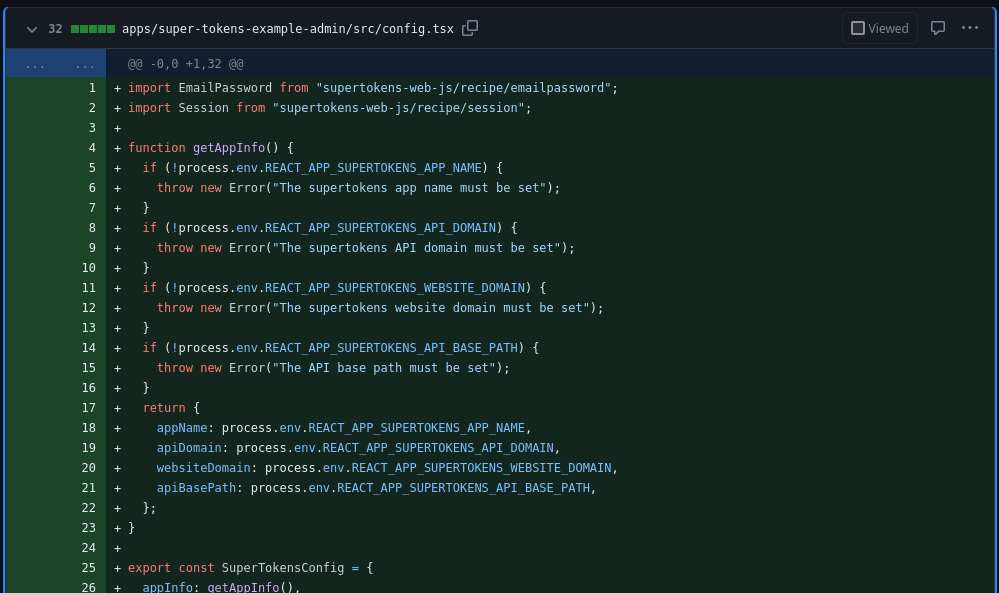 32 apps/super-tokens-example-admin/src/config.tsx Viewed ...
... ... @@ -0,0 +1,32 @@
1 + import EmailPassword from "supertokens-web-js/recipe/emailpassword";
2 + import Session from "supertokens-web-js/recipe/session";
3 +
4 + function getAppInfo() {
5 +   if (!process.env.REACT_APP_SUPERTOKENS_APP_NAME) {
6 +     throw new Error("The supertokens app name must be set");
7 +   }
8 +   if (!process.env.REACT_APP_SUPERTOKENS_API_DOMAIN) {
9 +     throw new Error("The supertokens API domain must be set");
10 +   }
11 +   if (!process.env.REACT_APP_SUPERTOKENS_WEBSITE_DOMAIN) {
12 +     throw new Error("The supertokens website domain must be set");
13 +   }
14 +   if (!process.env.REACT_APP_SUPERTOKENS_API_BASE_PATH) {
15 +     throw new Error("The API base path must be set");
16 +   }
17 +   return {
18 +     appName: process.env.REACT_APP_SUPERTOKENS_APP_NAME,
19 +     apiDomain: process.env.REACT_APP_SUPERTOKENS_API_DOMAIN,
20 +     websiteDomain: process.env.REACT_APP_SUPERTOKENS_WEBSITE_DOMAIN,
21 +     apiBasePath: process.env.REACT_APP_SUPERTOKENS_API_BASE_PATH,
22 +   };
23 + }
24 +
25 + export const SuperTokensConfig = {
26 +   appInfo: getAppInfo(),